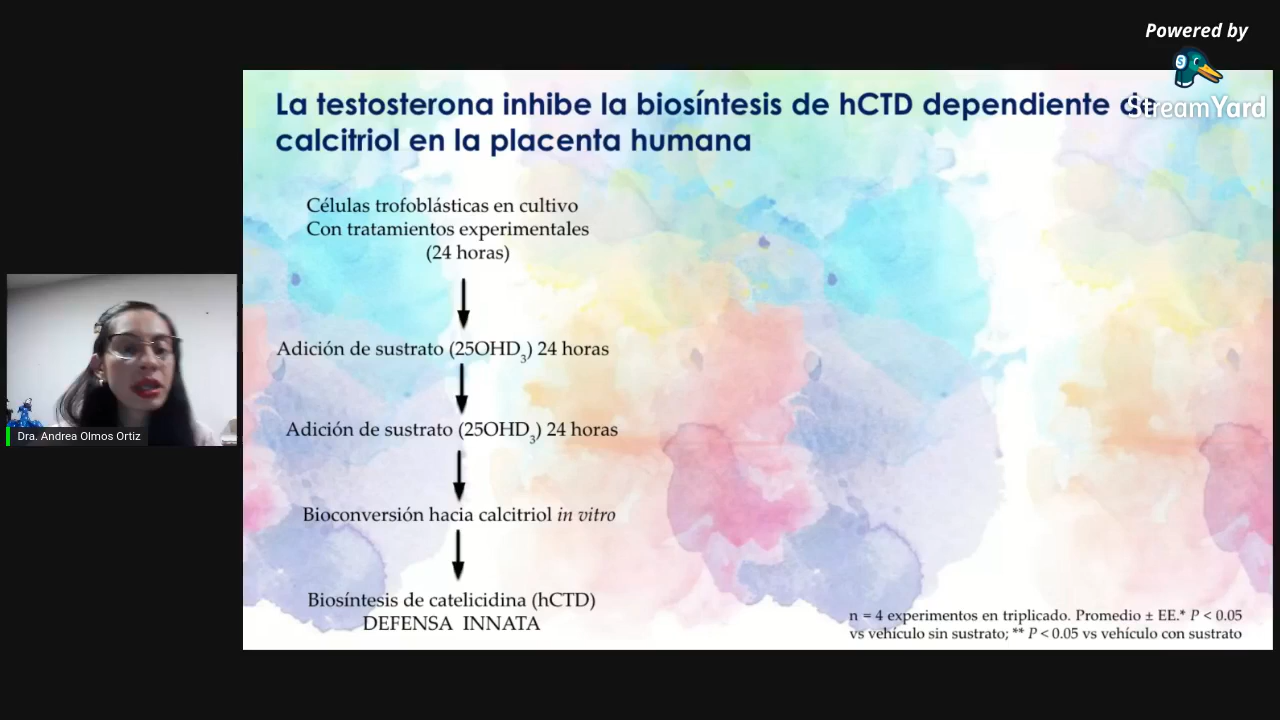 Powered by
StreamYard
La testosterona inhibe la biosíntesis de hCTD dependiente de
calcitriol en la placenta humana
Células trofoblásticas en cultivo
Con tratamientos experimentales
(24 horas)
Adición de sustrato (25OHD3) 24 horas
Adición de sustrato (25OHD3) 24 horas
Bioconversión hacia calcitriol in vitro
Biosíntesis de catelicidina (hCTD)
DEFENSA INNATA
n = 4 experimentos en triplicado. Promedio ± EE.* P < 0.05
vs vehículo sin sustrato; ** P < 0.05 vs vehículo con sustrato
Dra. Andrea Olmos Ortiz